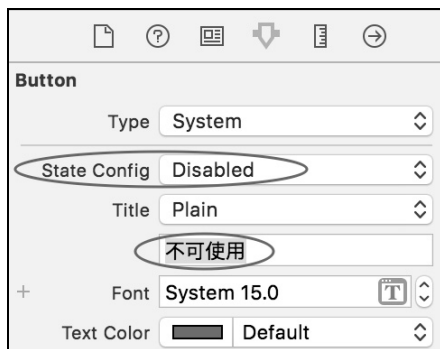 Button
Type System
State Config Disabled
Title Plain
不可使用
+ Font System 15.0 T
Text Color Default